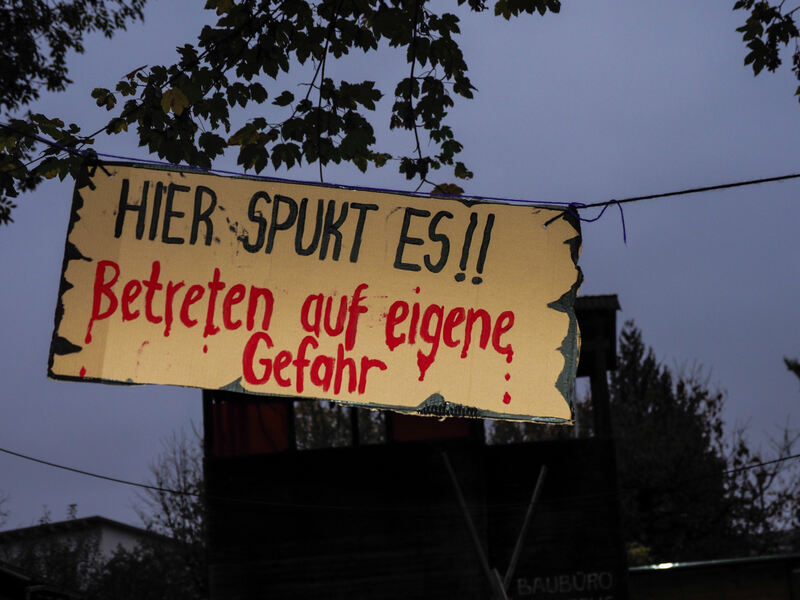 HIER SPUKT ES!!
Betreten auf eigene
Gefahr
BAUBÜRO